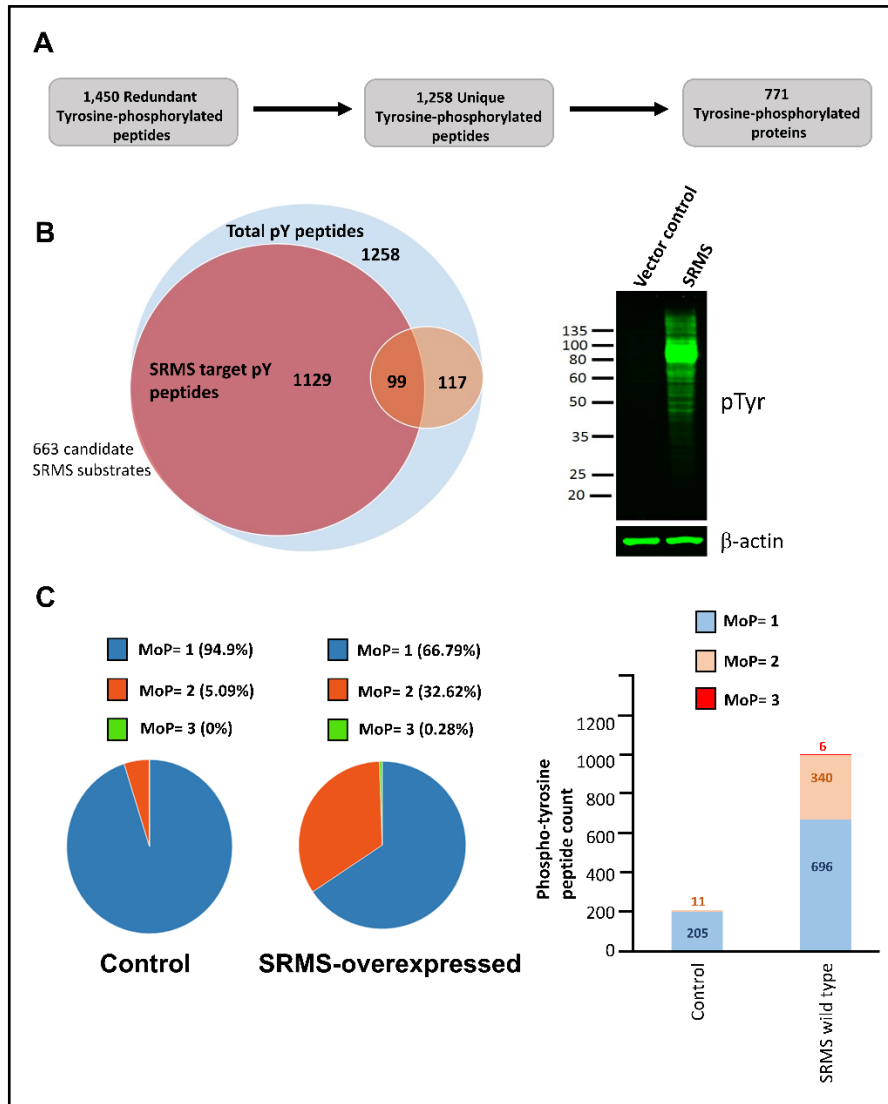 A
1,450 Redundant
Tyrosine-phosphorylated
peptides
1,258 Unique
Tyrosine-phosphorylated
peptides
771
Tyrosine-phosphorylated
proteins
B
Total pY peptides
1258
SRMS target pY
peptides
1129
99
117
663 candidate
SRMS substrates
Vector control
SRMS
135
100
80
60
50
35
25
20
pTyr
β-actin
C
MoP= 1 (94.9%)
MoP= 2 (5.09%)
MoP= 3 (0%)
Control
MoP= 1 (66.79%)
MoP= 2 (32.62%)
MoP= 3 (0.28%)
SRMS-overexpressed
MoP= 1
MoP= 2
MoP= 3
Phospho-tyrosine
peptide count
1200
1000
800
600
400
200
0
11
205
6
340
696
Control
SRMS wild type